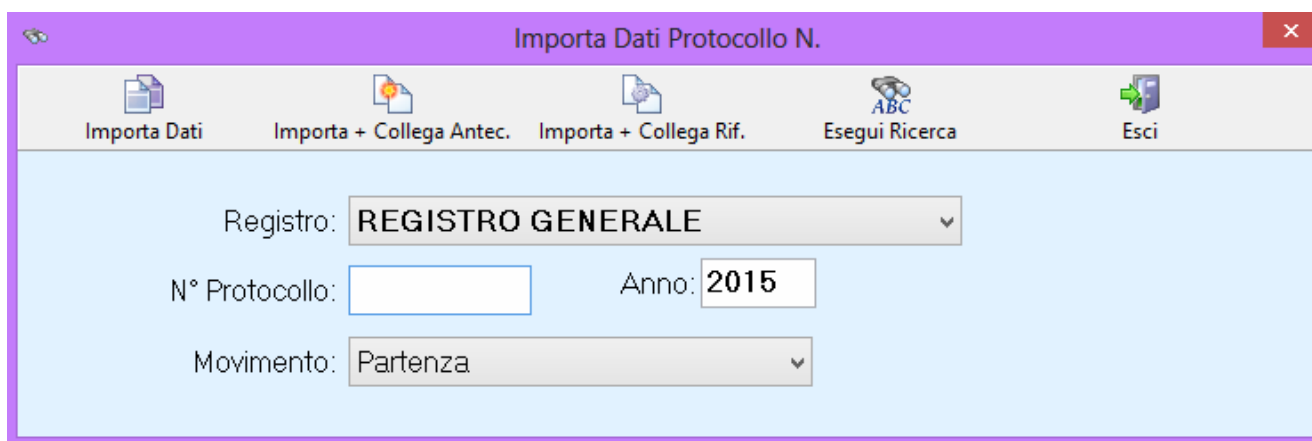 Importa Dati Protocollo N.
Importa Dati Importa + Collega Antec. Importa + Collega Rif. ABC Esegui Ricerca Esci
Registro: REGISTRO GENERALE
N° Protocollo: Anno: 2015
Movimento: Partenza